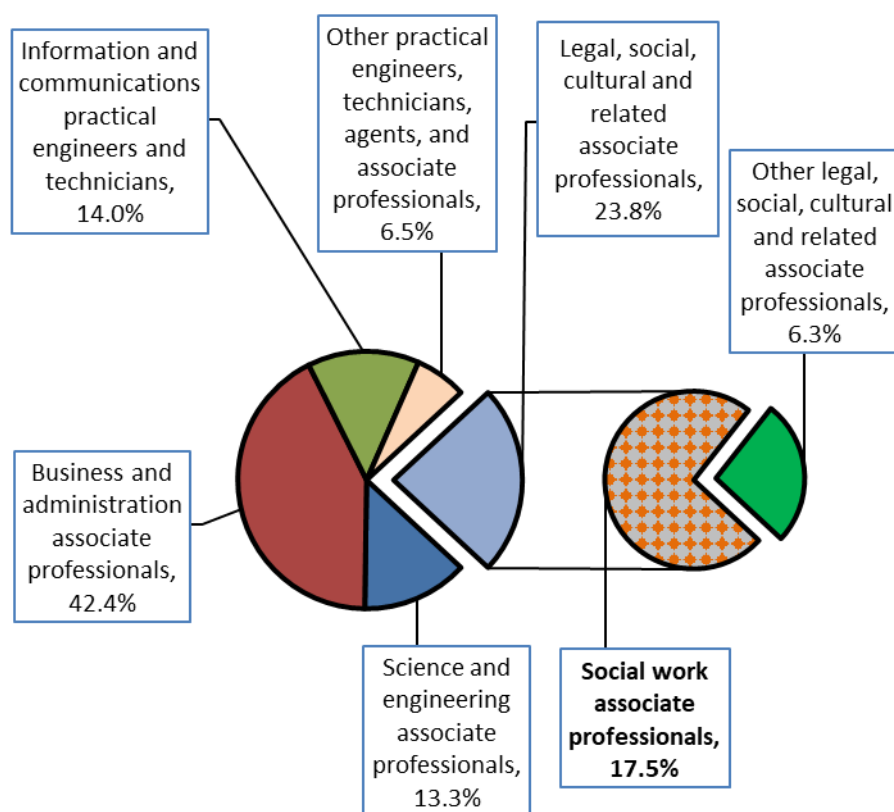 Information and
communications
practical
engineers and
technicians,
14.0%
Other practical
engineers,
technicians,
agents, and
associate
professionals,
6.5%
Legal, social,
cultural and
related
associate
professionals,
23.8%
Other legal,
social, cultural
and related
associate
professionals,
6.3%
Business and
administration
associate
professionals,
42.4%
Science and
engineering
associate
professionals,
13.3%
Social work
associate
professionals,
17.5%